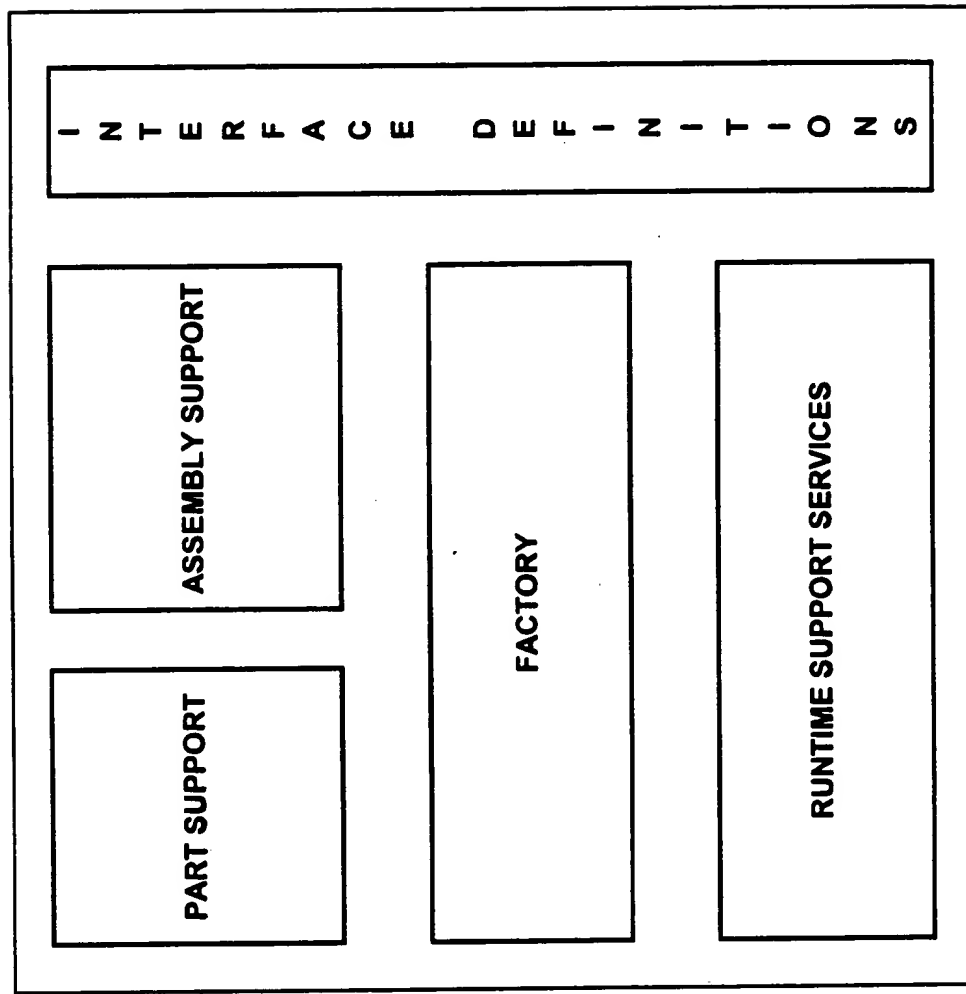 PART SUPPORT
ASSEMBLY SUPPORT
FACTORY
RUNTIME SUPPORT SERVICES
INTERFACE DEFINITIONS